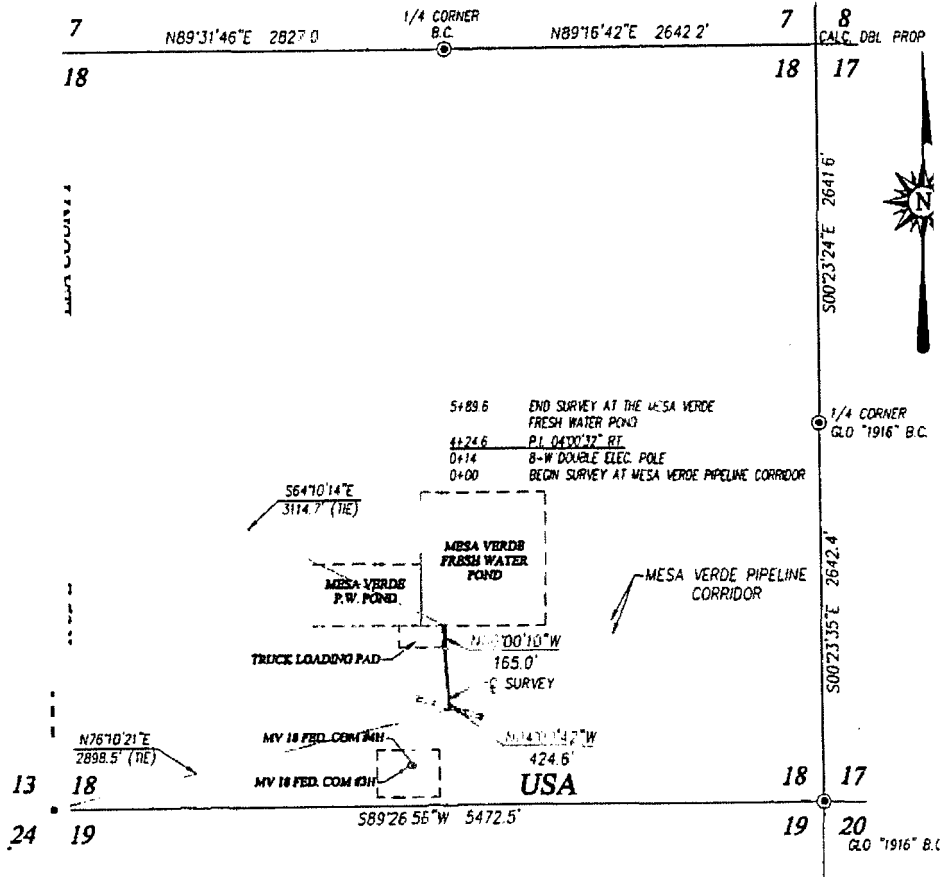 7
1/4 CORNER
B.C.
7
8
N89°31'46"E 2827.0
N89°16'42"E 2642.2'
CALC. DBL PROP
18
18
17
S00°23'24"E 2641.6'
N
5+89.6 END SURVEY AT THE MESA VERDE
FRESH WATER POND
4+24.6 P.I. 04°00'32" RT
0+14 8-W DOUBLE ELEC. POLE
0+00 BEGIN SURVEY AT MESA VERDE PIPELINE CORRIDOR
1/4 CORNER
GLO "1916" B.C.
S64°10'14"E
3114.7' (TIE)
MESA VERDE
FRESH WATER
POND
MESA VERDE
P.W. POND
MESA VERDE PIPELINE
CORRIDOR
S00°23'35"E 2642.4'
00'10"W
165.0'
TRUCK LOADING PAD
SURVEY
N76°10'21"E
2898.5' (TIE)
MV 18 FED. COM
424.6'
MV 18 FED. COM
USA
13
18
18
17
S89°26'56"W 5472.5'
24
19
19
20
GLO "1916" B.C